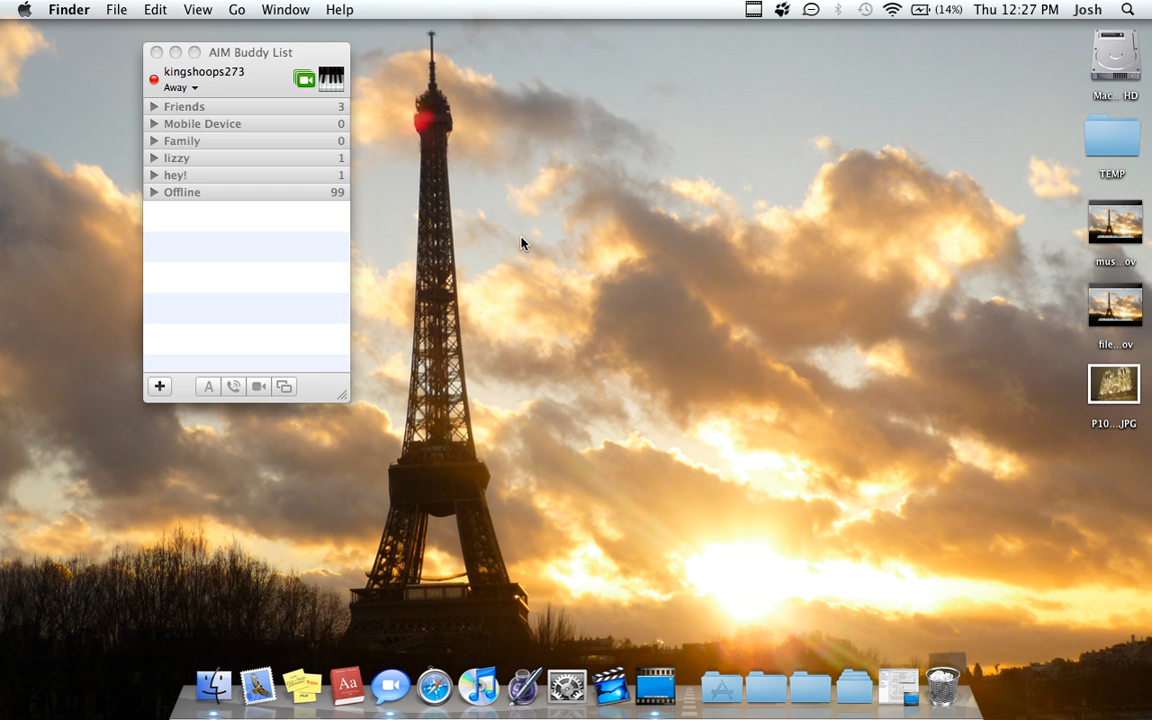 Finder File Edit View Go Window Help (14%) Thu 12:27 PM Josh
AIM Buddy List
kingshoops273
Away
Friends 3
Mobile Device 0
Family 0
lizzy 1
hey! 1
Offline 99
A
Mac... HD
TEMP
mus...ov
file...ov
P10....JPG
Aa